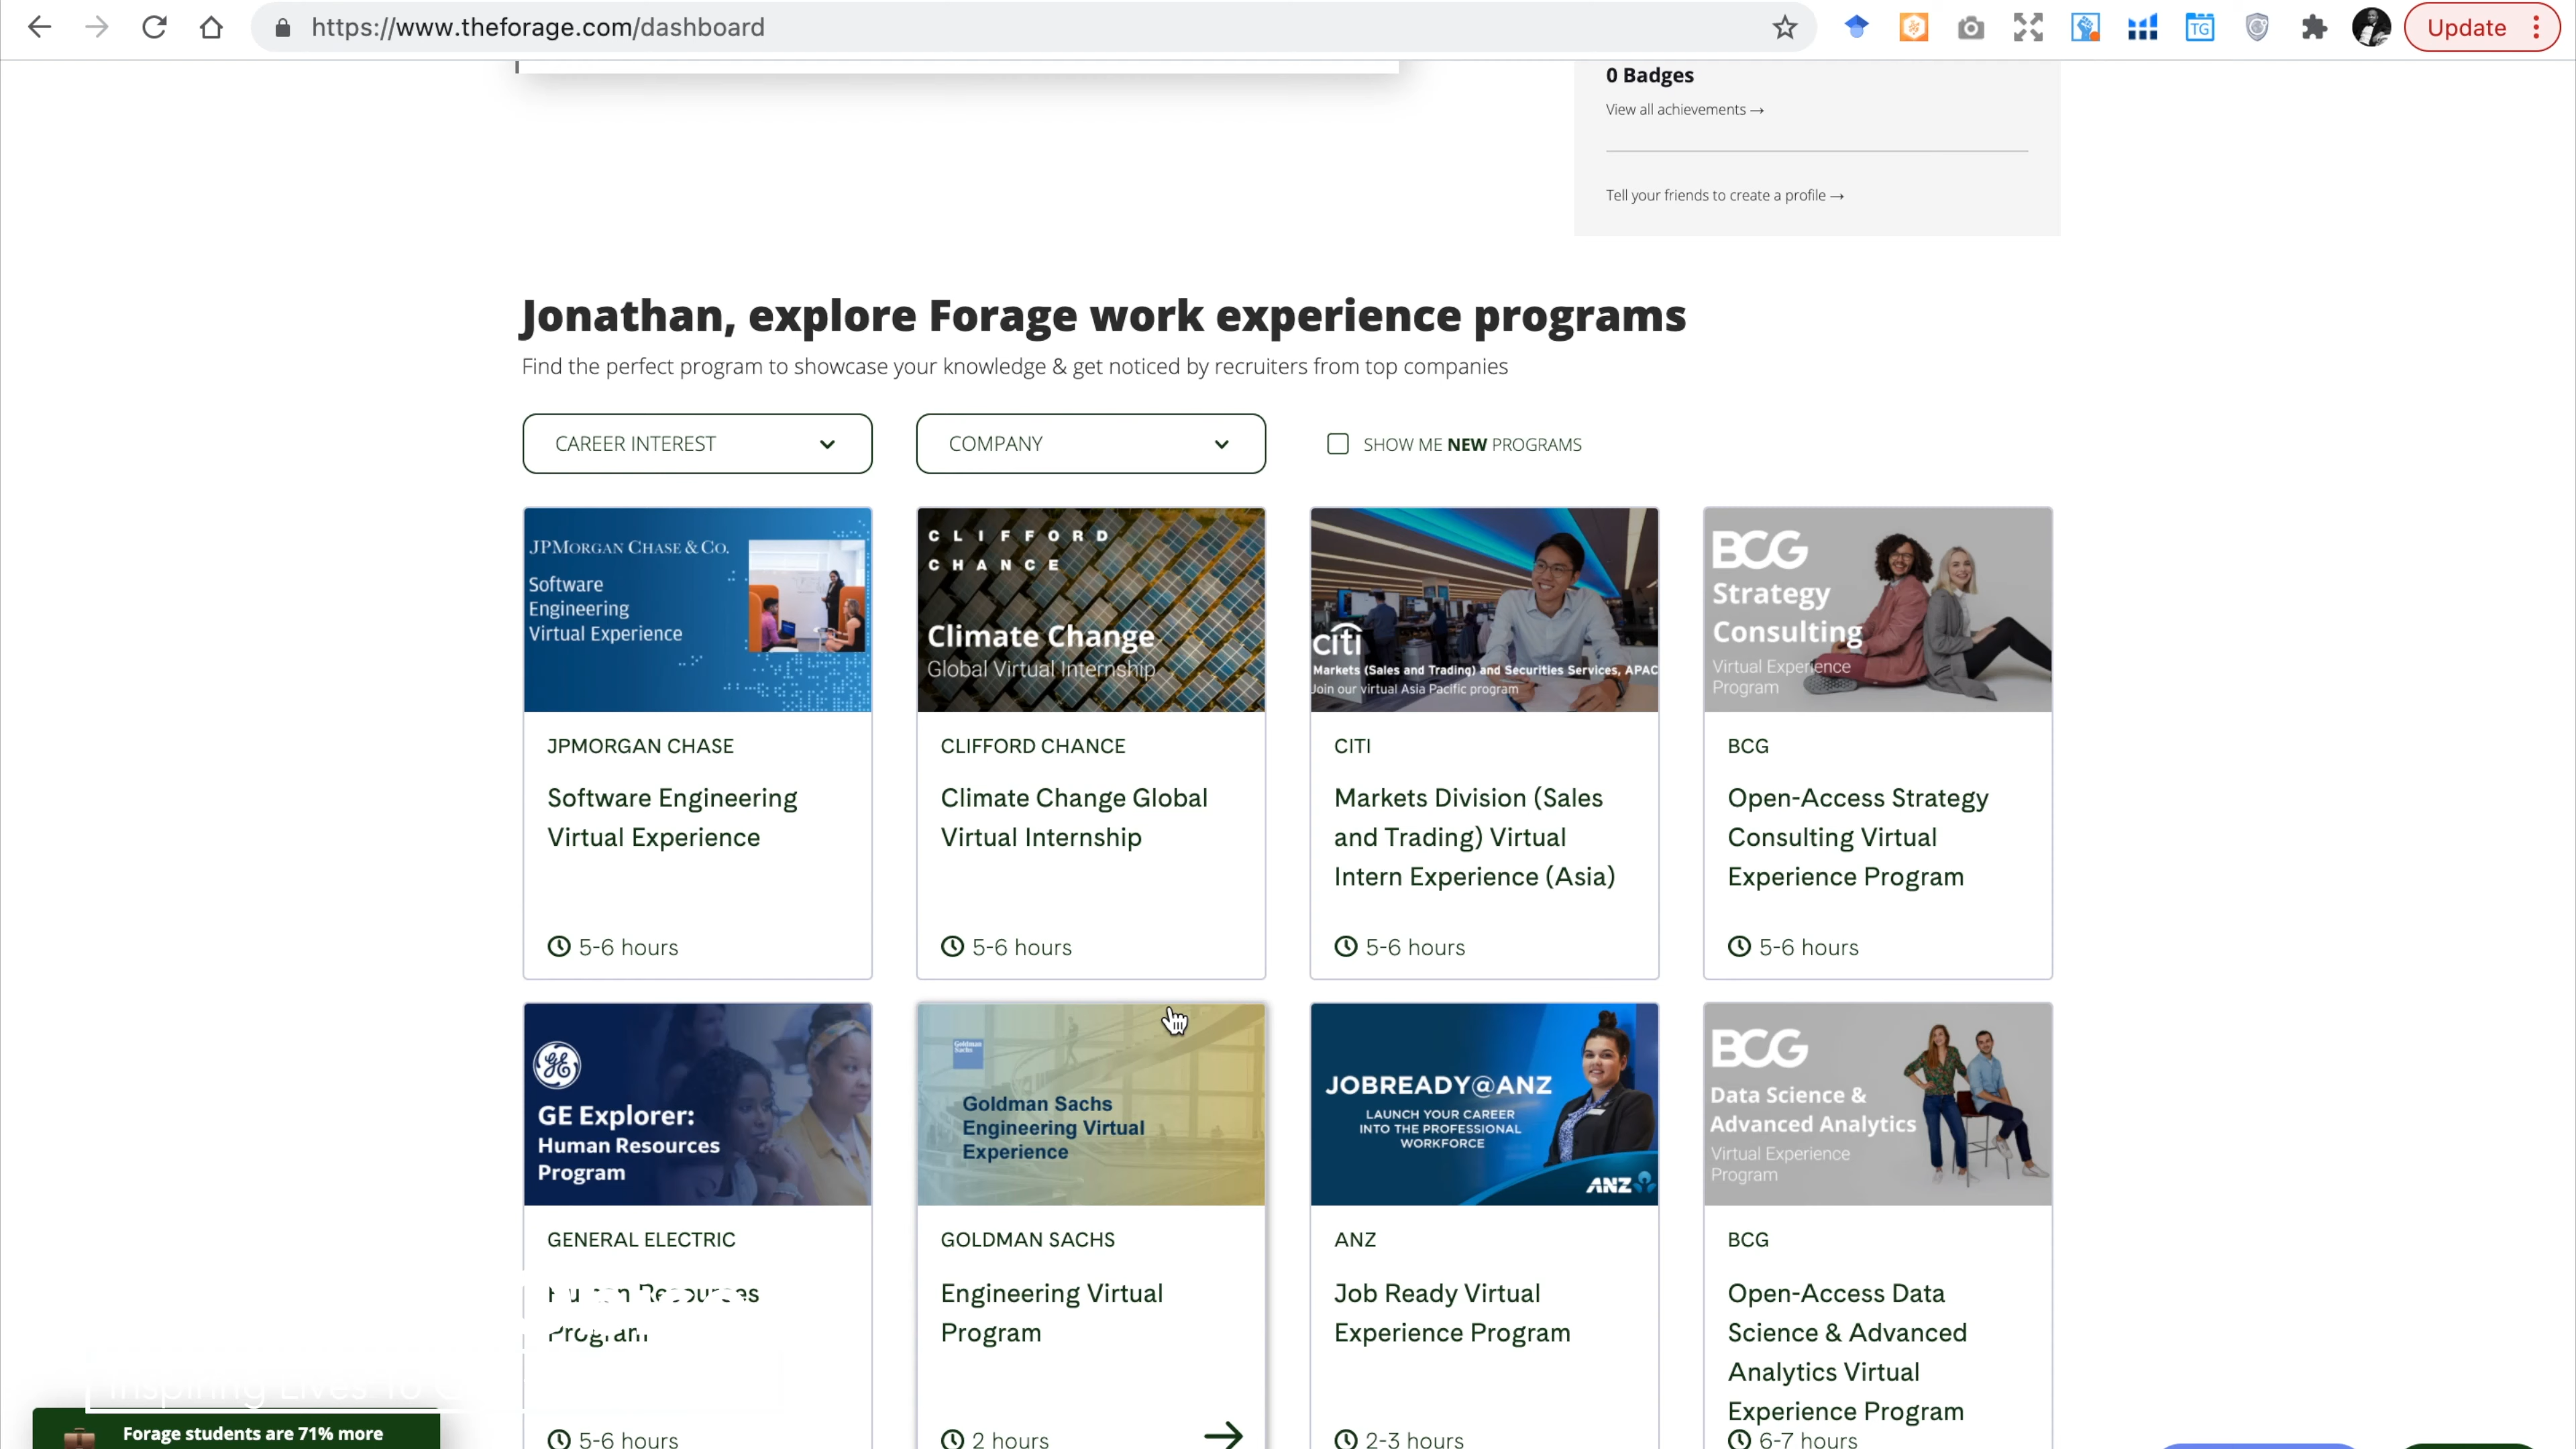 https://www.theforage.com/dashboard
TG
Update
0 Badges
View all achievements →
Tell your friends to create a profile →
Jonathan, explore Forage work experience programs
Find the perfect program to showcase your knowledge & get noticed by recruiters from top companies
CAREER INTEREST
COMPANY
SHOW ME NEW PROGRAMS
JPMORGAN CHASE & CO.
Software
Engineering
Virtual Experience
JPMORGAN CHASE
Software Engineering
Virtual Experience
5-6 hours
CLIFFORD
CHANCE
Climate Change
Global Virtual Internship
CLIFFORD CHANCE
Climate Change Global
Virtual Internship
5-6 hours
citi
Markets (Sales and Trading) and Securities Services, APAC
Join our virtual Asia Pacific program
CITI
Markets Division (Sales
and Trading) Virtual
Intern Experience (Asia)
5-6 hours
BCG
Strategy
Consulting
Virtual Experience
Program
BCG
Open-Access Strategy
Consulting Virtual
Experience Program
5-6 hours
GE
GE Explorer:
Human Resources
Program
GENERAL ELECTRIC
Human Resources
Program
5-6 hours
Goldman
Sachs
Goldman Sachs
Engineering Virtual
Experience
GOLDMAN SACHS
Engineering Virtual
Program
2 hours
JOBREADY@ANZ
LAUNCH YOUR CAREER
INTO THE PROFESSIONAL
WORKFORCE
ANZ
ANZ
Job Ready Virtual
Experience Program
2-3 hours
BCG
Data Science &
Advanced Analytics
Virtual Experience
Program
BCG
Open-Access Data
Science & Advanced
Analytics Virtual
Experience Program
6-7 hours
Inspiring Lives To
Forage students are 71% more